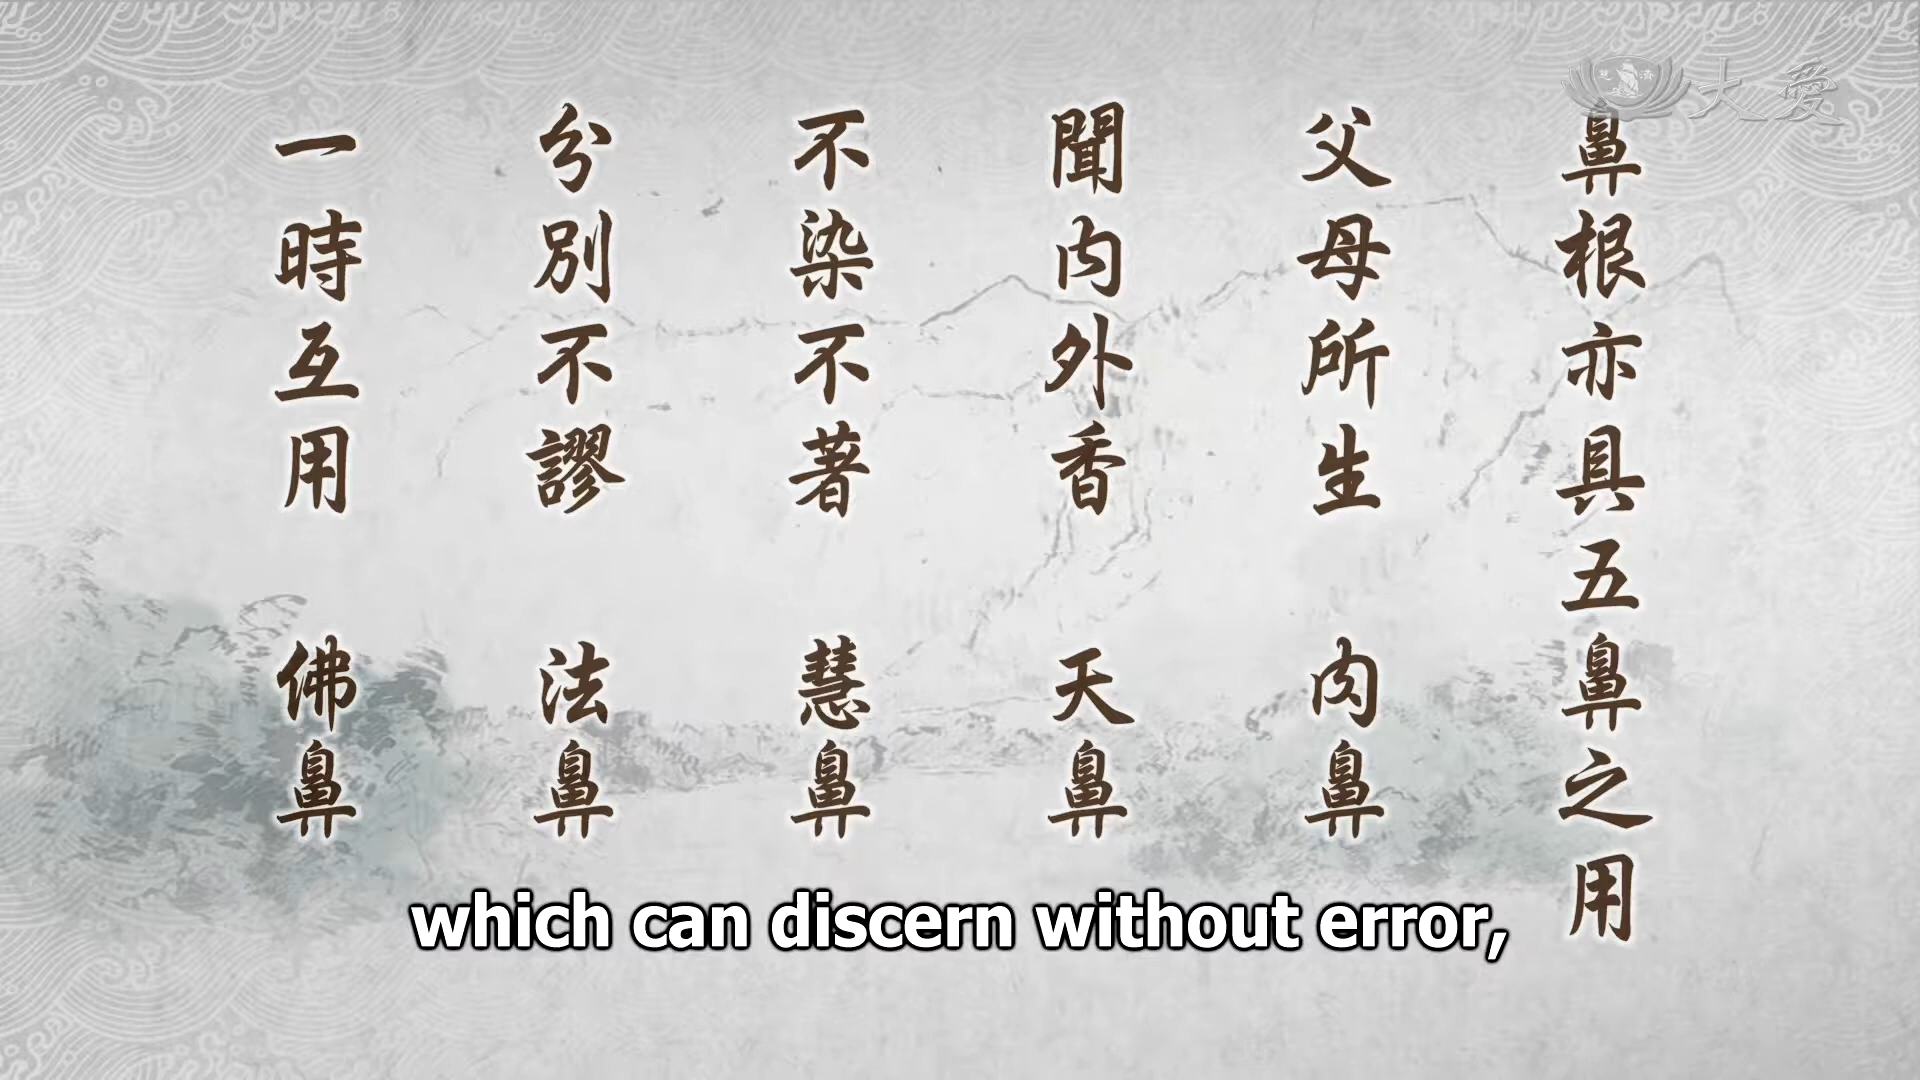 鼻根亦具五鼻之用
父母所生 肉鼻
聞內外香 天鼻
不染不著 慧鼻
分別不謬 法鼻
一時互用 佛鼻
which can discern without error,
慈濟 大愛